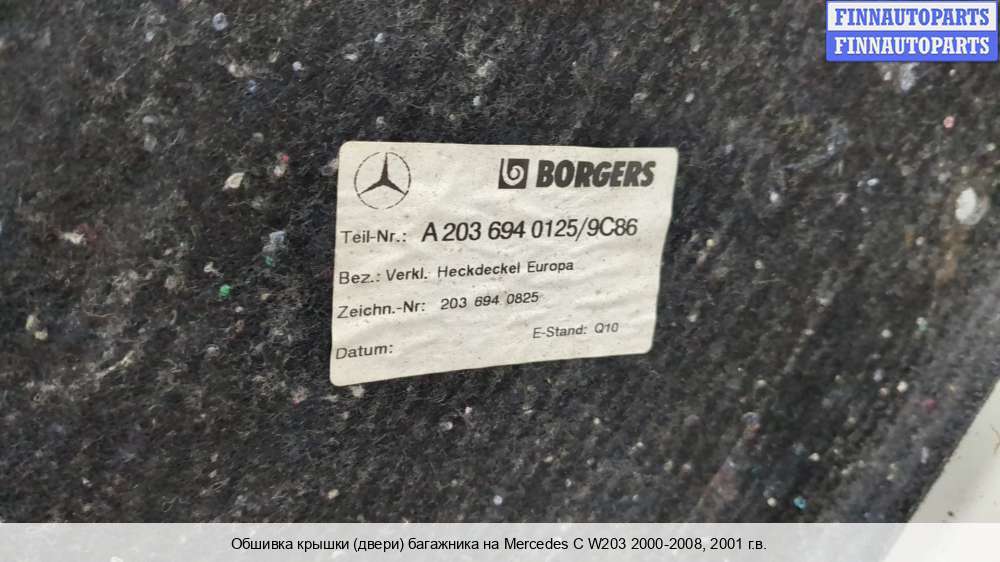 FINNAUTOPARTS
FINNAUTOPARTS
BORGERS
Teil-Nr.: A 203 694 0125/9C86
Bez.: Verkl. Heckdeckel Europa
Zeichn.-Nr: 203 694 0825
E-Stand: Q10
Datum:
Обшивка крышки (двери) багажника на Mercedes C W203 2000-2008, 2001 г.в.